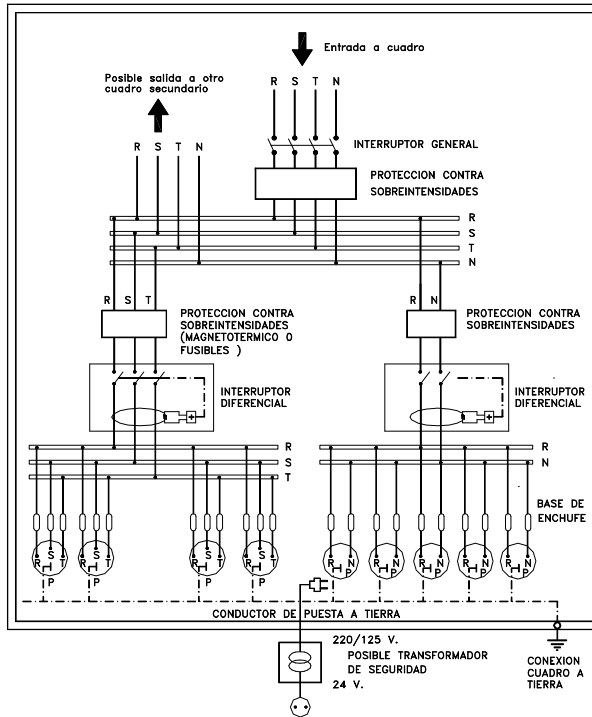 Entrada a cuadro
Posible salida a otro
cuadro secundario
R S T N
R S T N
INTERRUPTOR GENERAL
PROTECCION CONTRA
SOBREINTENSIDADES
R
S
T
N
R S T
R N
PROTECCION CONTRA
SOBREINTENSIDADES
(MAGNETOTERMICO O
FUSIBLES )
PROTECCION CONTRA
SOBREINTENSIDADES
INTERRUPTOR
DIFERENCIAL
INTERRUPTOR
DIFERENCIAL
R
S
T
R
N
BASE DE
ENCHUFE
R S T
P
R S T
P
R S T
P
R S T
P
R N
P
R N
P
R N
P
R N
P
R N
P
CONDUCTOR DE PUESTA A TIERRA
220/125 V.
POSIBLE TRANSFORMADOR
DE SEGURIDAD
24 V.
CONEXION
CUADRO A
TIERRA